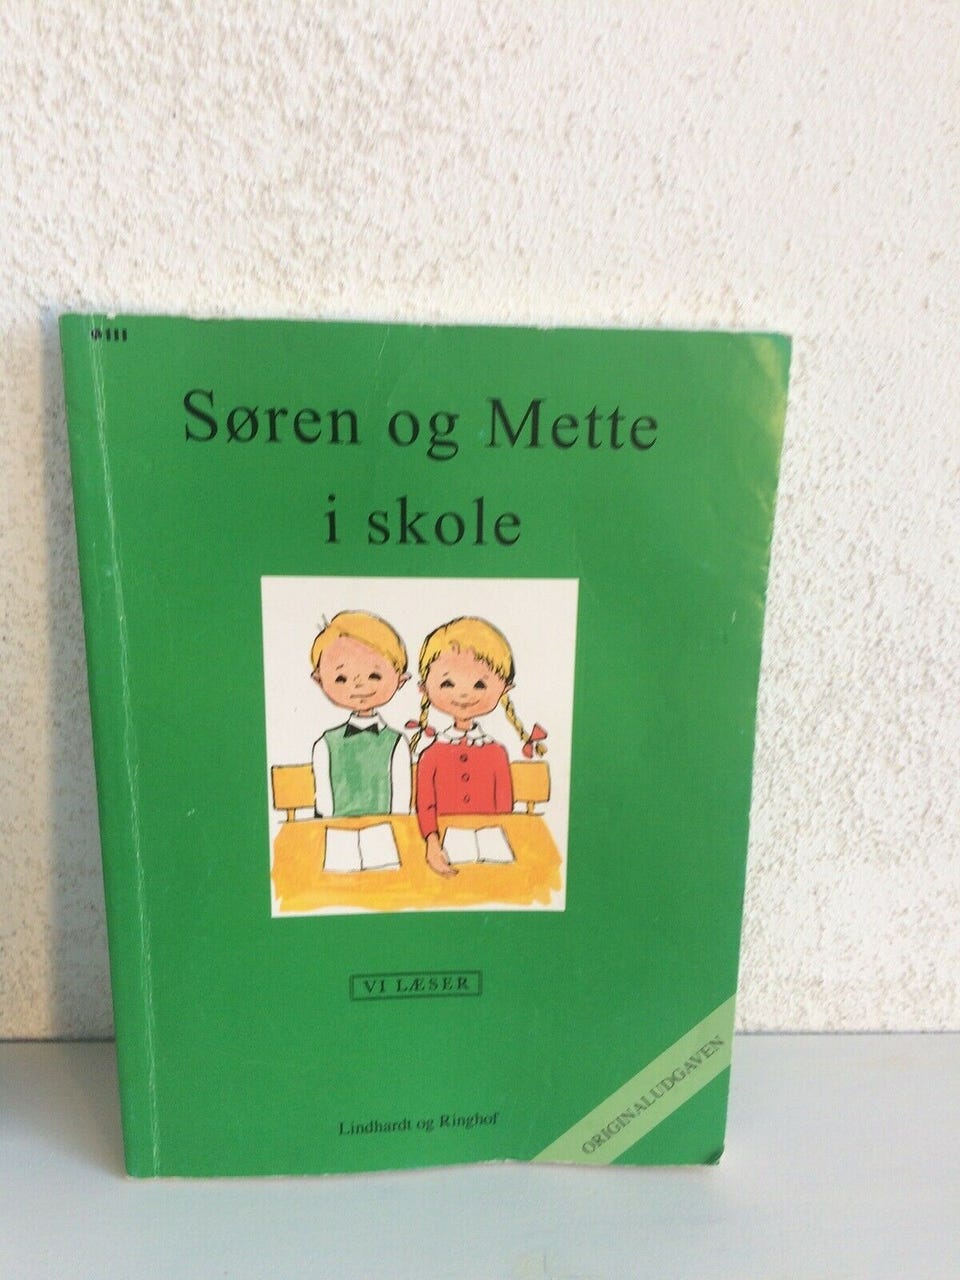 Søren og Mette
i skole
VI LÆSER
Lindhardt og Ringhof
ORIGINALUDGAVEN